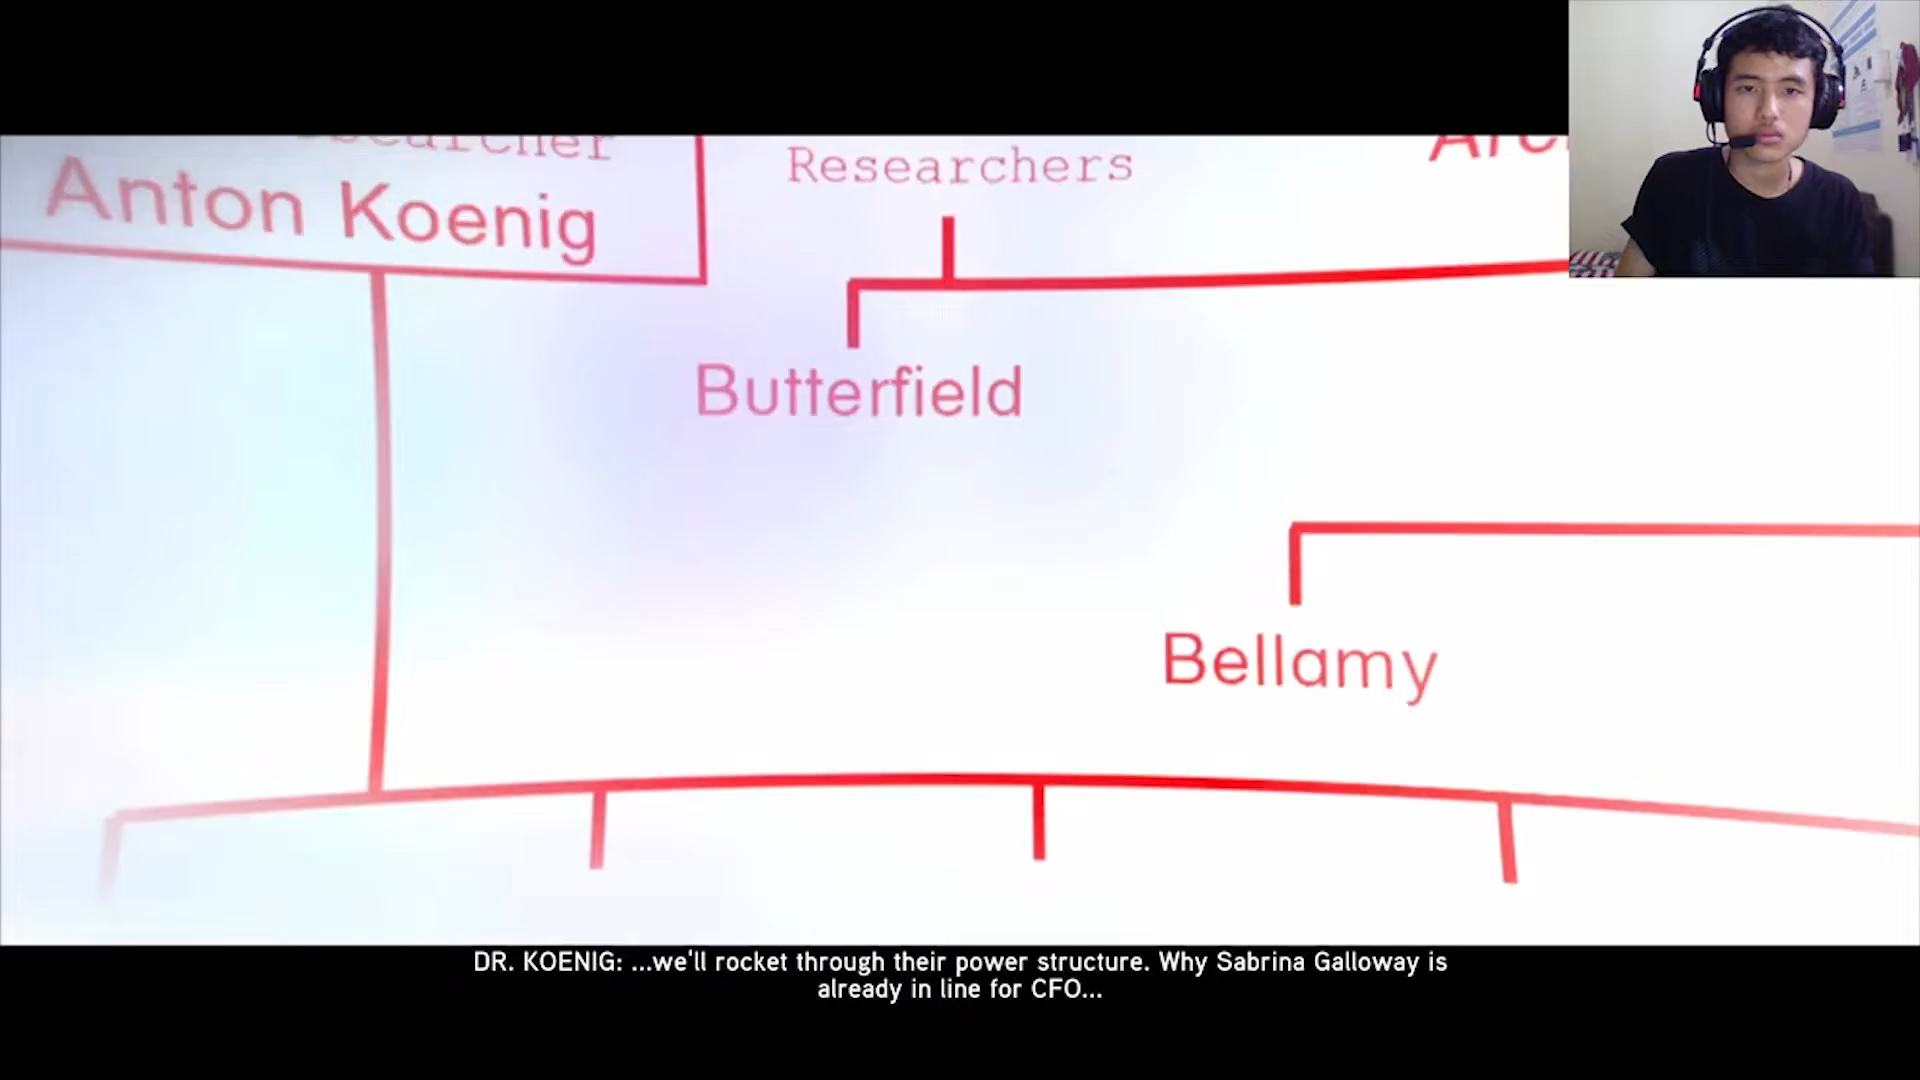 Anton Koenig
Researchers
Butterfield
Bellamy
DR. KOENIG: ...we'll rocket through their power structure. Why Sabrina Galloway is
already in line for CFO...